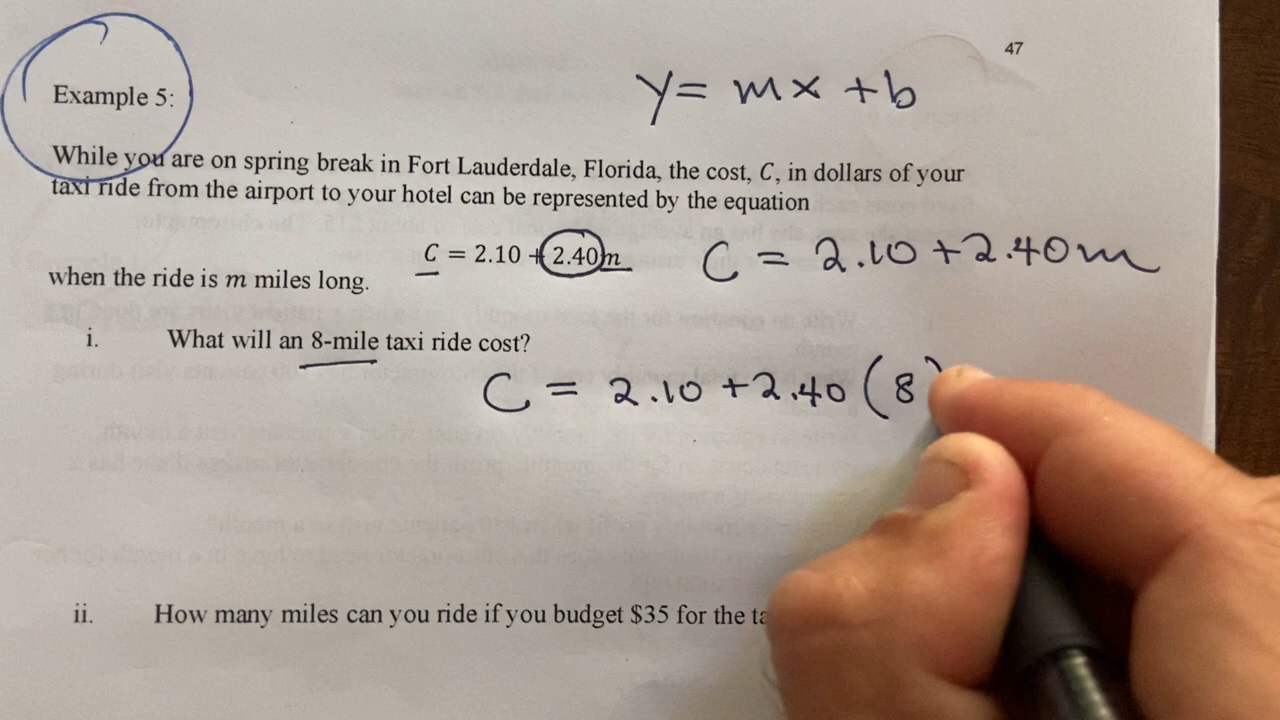 47
Example 5:
y = mx + b
While you are on spring break in Fort Lauderdale, Florida, the cost, C, in dollars of your
taxi ride from the airport to your hotel can be represented by the equation
C = 2.10 + 2.40m
C = 2.10 + 2.40m
when the ride is m miles long.
i. What will an 8-mile taxi ride cost?
C = 2.10 + 2.40 (8)
ii. How many miles can you ride if you budget $35 for the